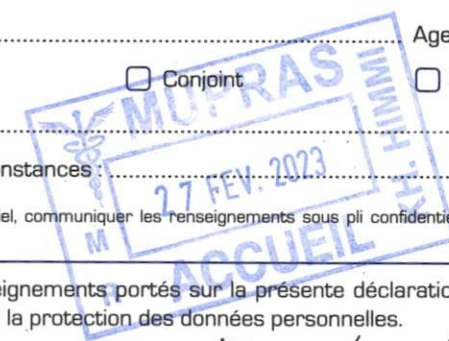 Age
Conjoint
MUPRAS
KH. HIMMI
nstances :
27 FEV. 2023
el, communiquer les renseignements sous pli confidentie
M
ACCUEIL
R
eignements portés sur la présente déclaratio
la protection des données personnelles.